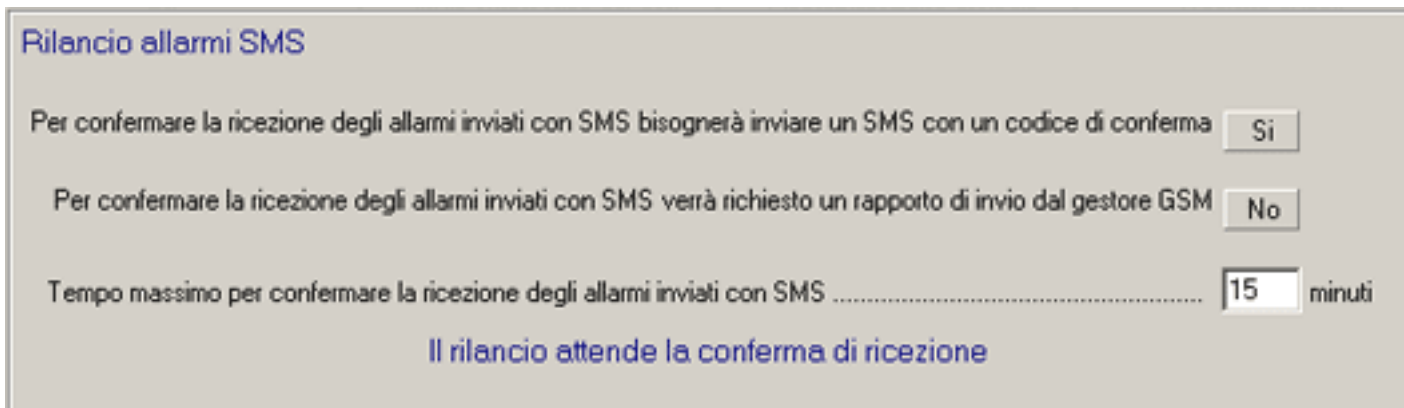 Rilancio allarmi SMS
Per confermare la ricezione degli allarmi inviati con SMS bisognerà inviare un SMS con un codice di conferma Si
Per confermare la ricezione degli allarmi inviati con SMS verrà richiesto un rapporto di invio dal gestore GSM No
Tempo massimo per confermare la ricezione degli allarmi inviati con SMS ...................................................... 15 minuti
Il rilancio attende la conferma di ricezione